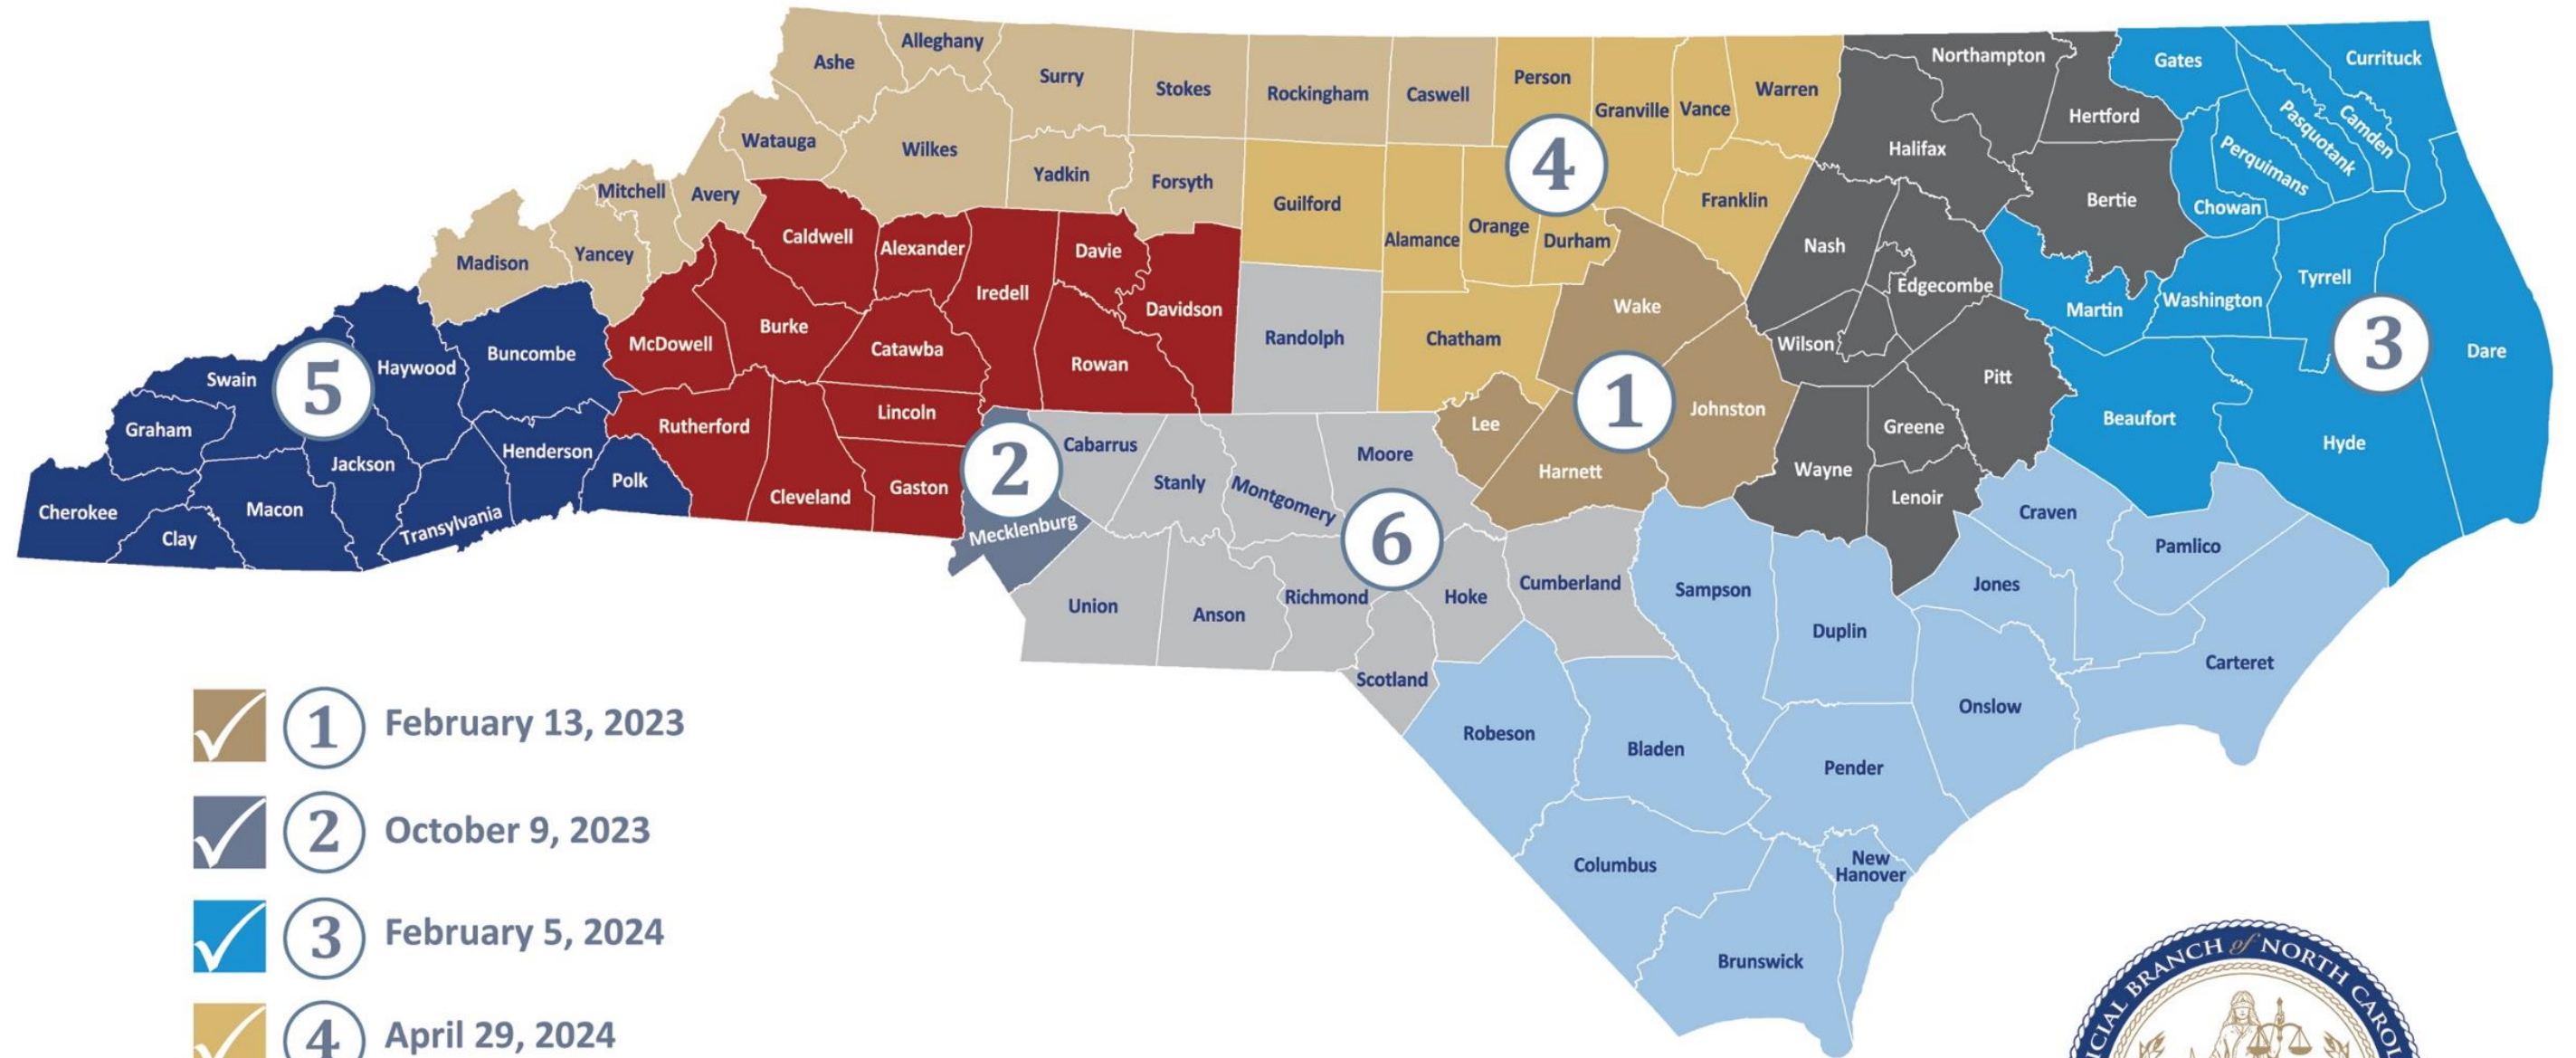 Ashe
Alleghany
Surry
Stokes
Rockingham
Caswell
Person
Granville
Vance
Warren
Northampton
Hertford
Gates
Currituck
Camden
Pasquotank
Perquimans
Chowan
Watauga
Wilkes
Yadkin
Forsyth
Guilford
Alamance
Orange
Durham
4
Franklin
Halifax
Bertie
Mitchell
Avery
Madison
Yancey
Caldwell
Alexander
Iredell
Davie
Davidson
Nash
Edgecombe
Martin
Washington
Tyrrell
3
Dare
McDowell
Burke
Catawba
Rowan
Randolph
Chatham
Wake
Wilson
Pitt
Beaufort
Hyde
Swain
5
Haywood
Buncombe
Graham
Jackson
Henderson
Polk
Rutherford
Lincoln
Cleveland
Gaston
2
Mecklenburg
Cabarrus
Stanly
Montgomery
Moore
Lee
1
Johnston
Harnett
Wayne
Greene
Lenoir
Craven
Pamlico
Cherokee
Clay
Macon
Transylvania
Union
Anson
Richmond
6
Hoke
Scotland
Cumberland
Sampson
Duplin
Jones
Onslow
Carteret
Robeson
Bladen
Pender
Columbus
New
Hanover
Brunswick
1 February 13, 2023
2 October 9, 2023
3 February 5, 2024
4 April 29, 2024
BRANCH of NORTH